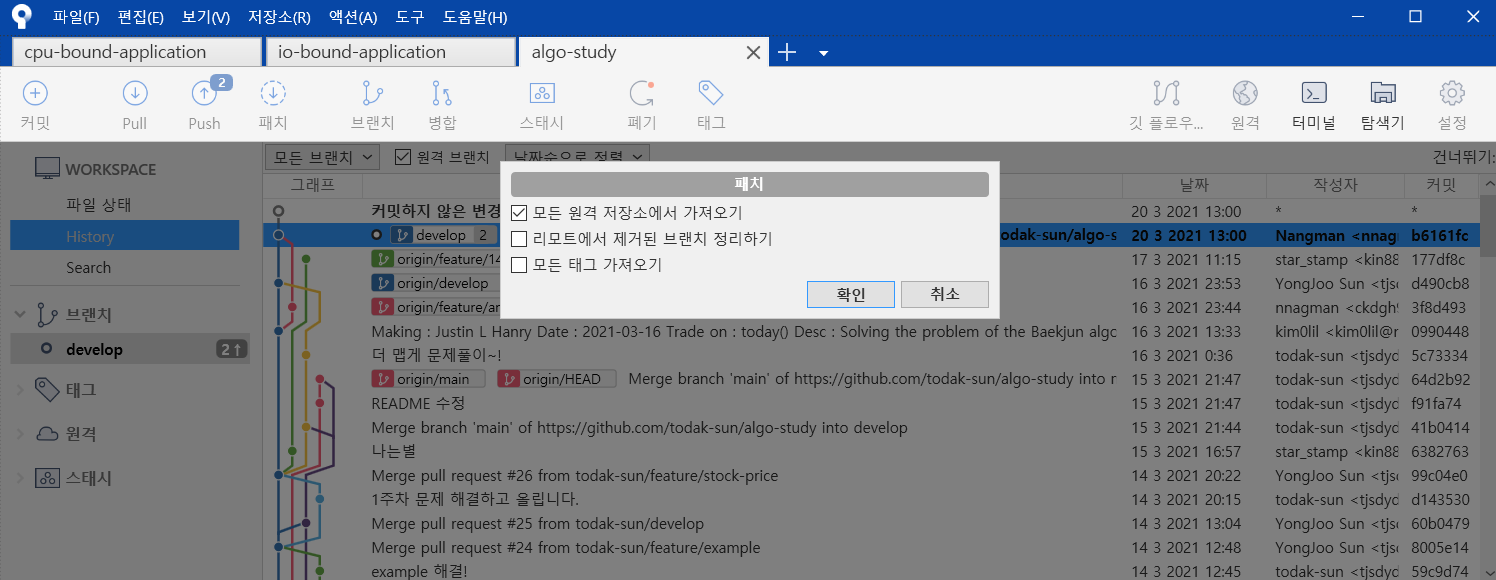 파일(F) 편집(E) 보기(V) 저장소(R) 액션(A) 도구 도움말(H)
cpu-bound-application io-bound-application algo-study
2
커밋 Pull Push 패치 브랜치 병합 스태시 폐기 태그 깃 플로우... 원격 터미널 탐색기 설정
모든 브랜치 원격 브랜치 날짜순으로 정렬 건너뛰기:
WORKSPACE
파일 상태
History
Search
브랜치
develop 2↑
태그
원격
스태시
패치
모든 원격 저장소에서 가져오기
리모트에서 제거된 브랜치 정리하기
모든 태그 가져오기
확인 취소
그래프 날짜 작성자 커밋
커밋하지 않은 변경 20 3 2021 13:00 * *
develop 2 odak-sun/algo-s 20 3 2021 13:00 Nangman <nnag b6161fc
origin/feature/14 17 3 2021 11:15 star_stamp <kin88 177df8c
origin/develop 16 3 2021 23:53 YongJoo Sun <tjsc d490cb8
origin/feature/ar 16 3 2021 23:44 nnagman <ckdgh9 3f8d493
Making : Justin L Hanry Date : 2021-03-16 Trade on : today() Desc : Solving the problem of the Baekjun algc 16 3 2021 13:33 kim0lil <kim0lil@n 0990448
더 맵게 문제풀이~! 16 3 2021 0:36 todak-sun <tjsdyd 5c73334
origin/main origin/HEAD Merge branch 'main' of https://github.com/todak-sun/algo-study into r 15 3 2021 21:47 todak-sun <tjsdyd 64d2b92
README 수정 15 3 2021 21:47 todak-sun <tjsdyd f91fa74
Merge branch 'main' of https://github.com/todak-sun/algo-study into develop 15 3 2021 21:44 todak-sun <tjsdyd 41b0414
나는별 15 3 2021 16:57 star_stamp <kin88 6382763
Merge pull request #26 from todak-sun/feature/stock-price 14 3 2021 20:22 YongJoo Sun <tjsc 99c04e0
1주차 문제 해결하고 올립니다. 14 3 2021 20:15 todak-sun <tjsdyd d143530
Merge pull request #25 from todak-sun/develop 14 3 2021 13:04 YongJoo Sun <tjsc 60b0479
Merge pull request #24 from todak-sun/feature/example 14 3 2021 12:48 YongJoo Sun <tjsc 8005e14
example 해결! 14 3 2021 12:45 todak-sun <tjsdyd 59c9d74